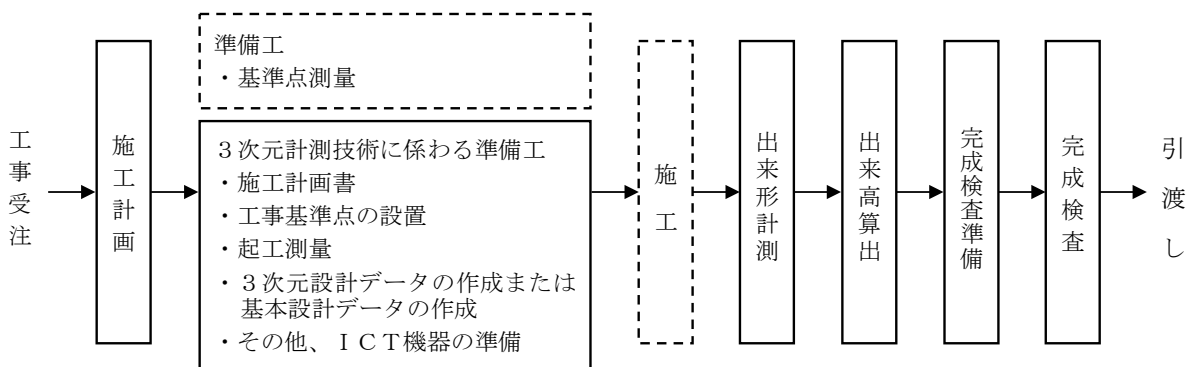 工事受注
施工計画
準備工
・基準点測量
３次元計測技術に係わる準備工
・施工計画書
・工事基準点の設置
・起工測量
・３次元設計データの作成または
基本設計データの作成
・その他、ＩＣＴ機器の準備
施工
出来形計測
出来高算出
完成検査準備
完成検査
引渡し